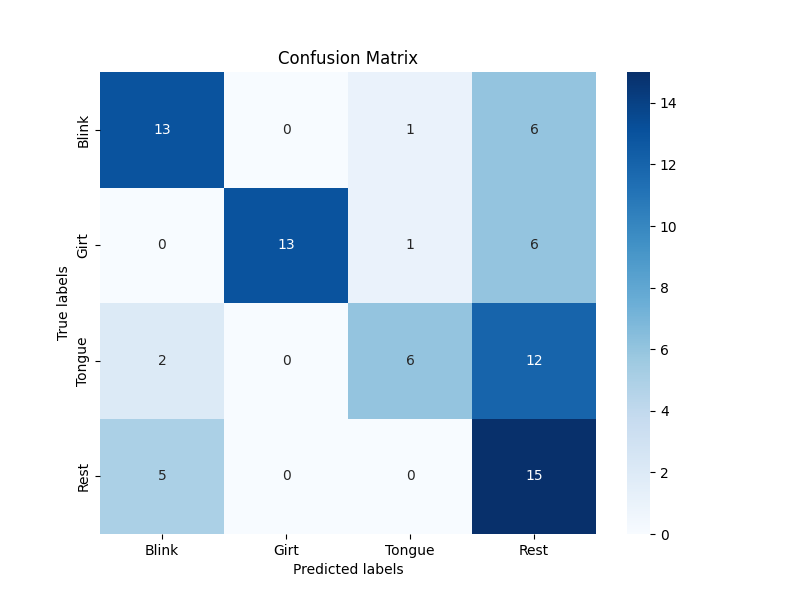 Confusion Matrix
True labels
Blink
13
0
1
6
Girt
0
13
1
6
Tongue
2
0
6
12
Rest
5
0
0
15
Blink
Girt
Tongue
Rest
Predicted labels
14
12
10
8
6
4
2
0